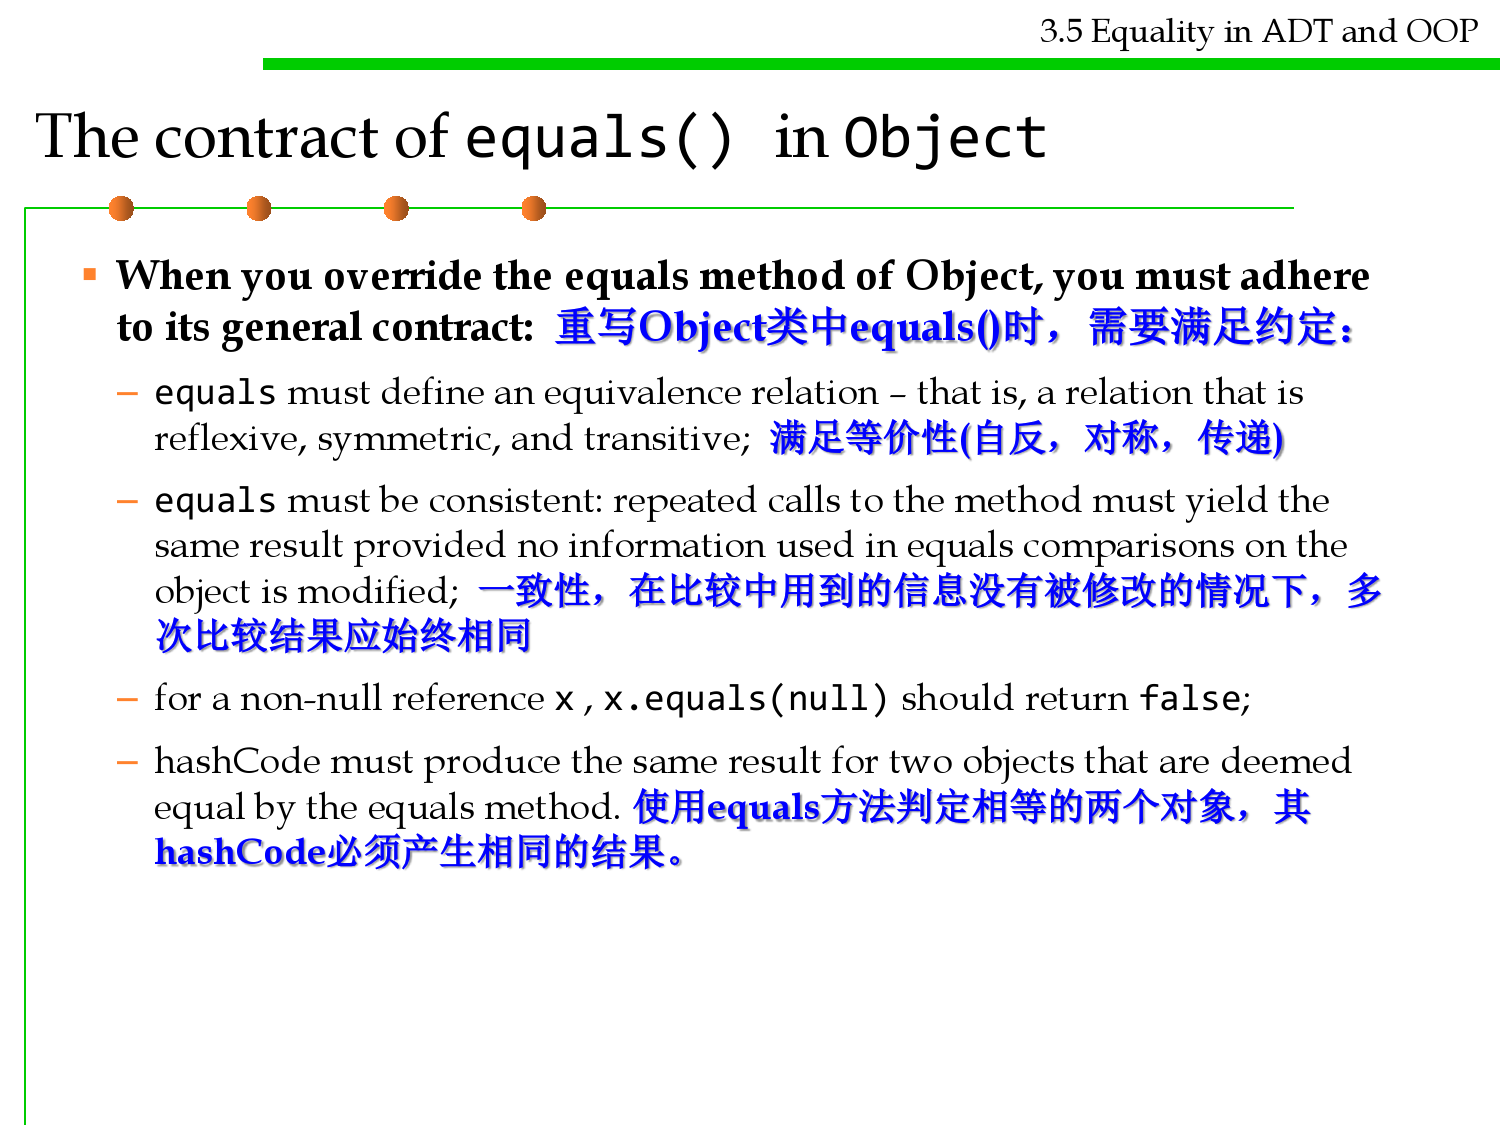 3.5 Equality in ADT and OOP
The contract of equals() in Object
▪ When you override the equals method of Object, you must adhere
to its general contract: 重写Object类中equals()时，需要满足约定：
– equals must define an equivalence relation – that is, a relation that is
reflexive, symmetric, and transitive; 满足等价性(自反，对称，传递)
– equals must be consistent: repeated calls to the method must yield the
same result provided no information used in equals comparisons on the
object is modified; 一致性，在比较中用到的信息没有被修改的情况下，多
次比较结果应始终相同
– for a non-null reference x , x.equals(null) should return false;
– hashCode must produce the same result for two objects that are deemed
equal by the equals method. 使用equals方法判定相等的两个对象，其
hashCode必须产生相同的结果。